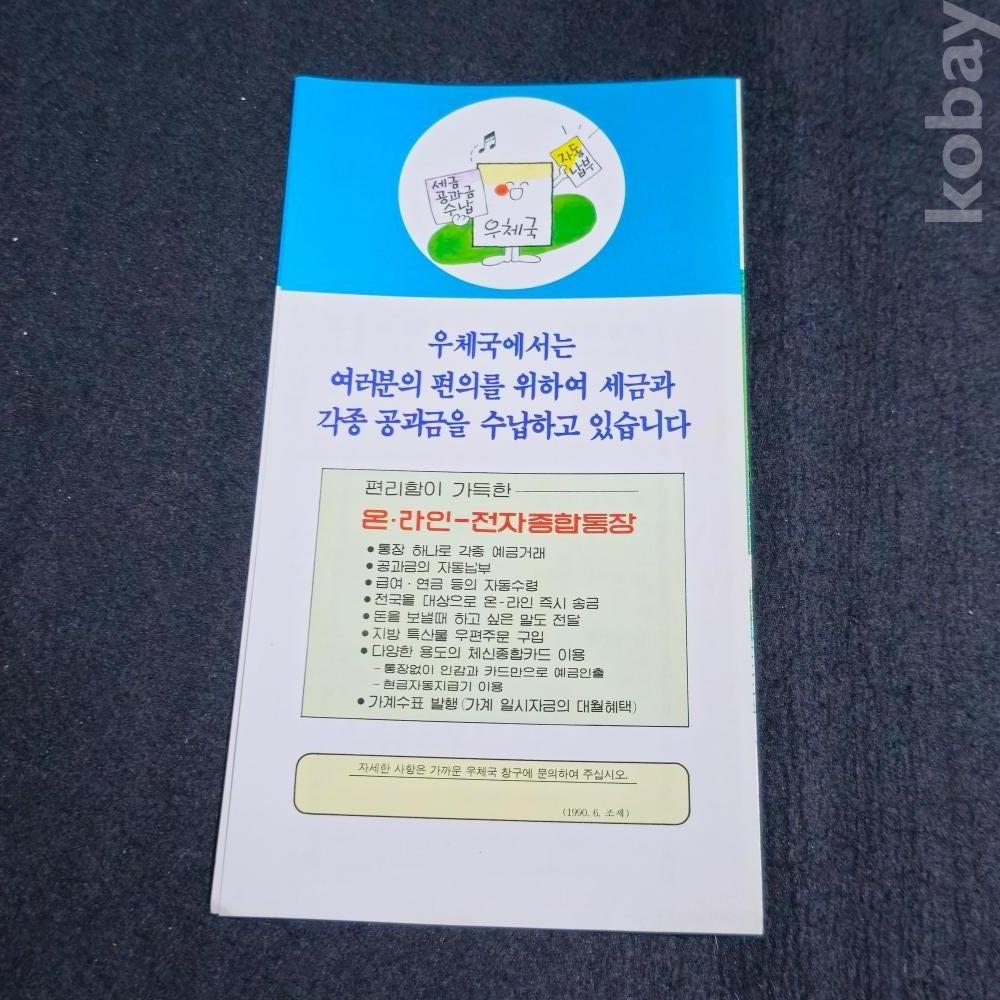 kobay
세금
공과금
수납
자동
납부
우체국
우체국에서는
여러분의 편의를 위하여 세금과
각종 공과금을 수납하고 있습니다
편리함이 가득한
온·라인-전자종합통장
● 통장 하나로 각종 예금거래
● 공과금의 자동납부
● 급여·연금 등의 자동수령
● 전국을 대상으로 온-라인 즉시 송금
● 돈을 보낼때 하고 싶은 말도 전달
● 지방 특산물 우편주문 구입
● 다양한 용도의 체신종합카드 이용
- 통장없이 인감과 카드만으로 예금인출
- 현금자동지급기 이용
● 가계수표 발행(가계 일시자금의 대월혜택)
자세한 사항은 가까운 우체국 창구에 문의하여 주십시오.
(1990. 6. 조제)